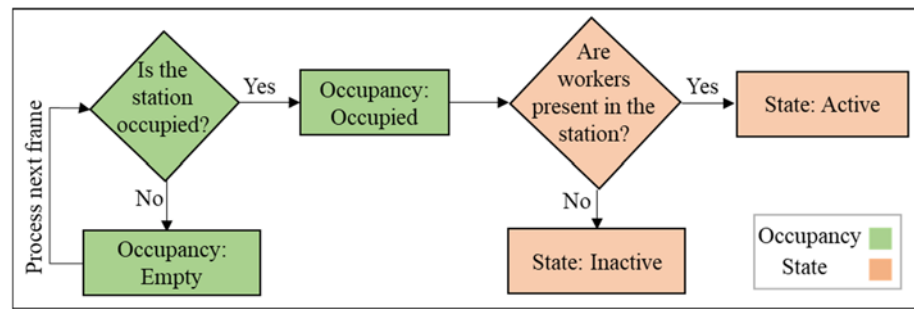 Is the
station
occupied?
Yes
Occupancy:
Occupied
Are
workers
present in the
station?
Yes
State: Active
Process next frame
No
Occupancy:
Empty
No
State: Inactive
Occupancy
State